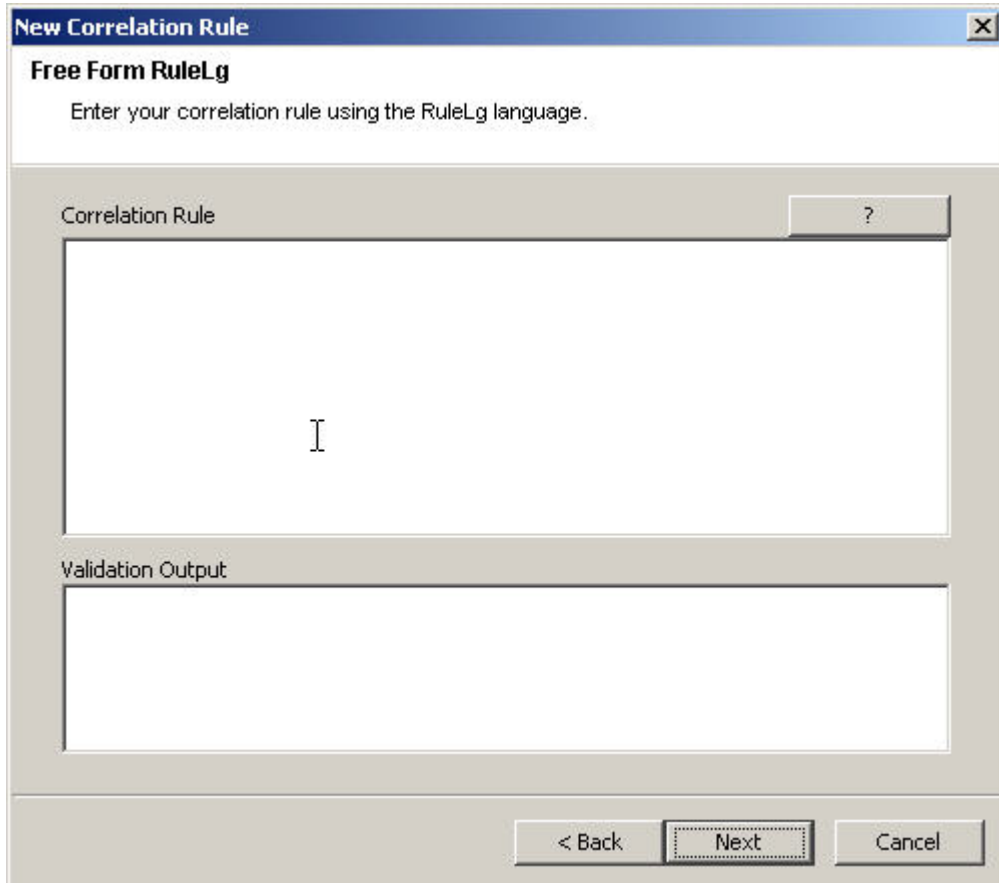 New Correlation Rule
Free Form RuleLg
Enter your correlation rule using the RuleLg language.
Correlation Rule
?
Validation Output
< Back
Next
Cancel